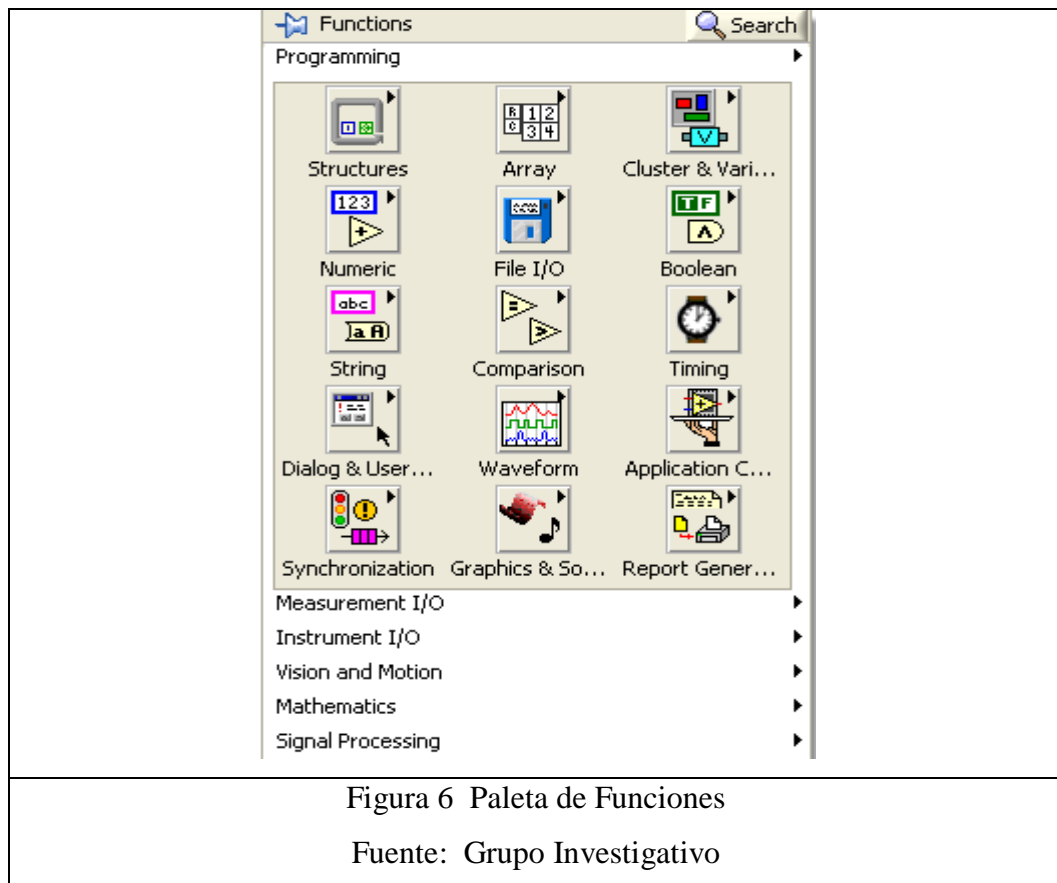 Functions Search
Programming
Structures Array Cluster & Vari...
123 Numeric File I/O Boolean
abc String Comparison Timing
Dialog & User... Waveform Application C...
Synchronization Graphics & So... Report Gener...
Measurement I/O
Instrument I/O
Vision and Motion
Mathematics
Signal Processing
Figura 6 Paleta de Funciones
Fuente: Grupo Investigativo